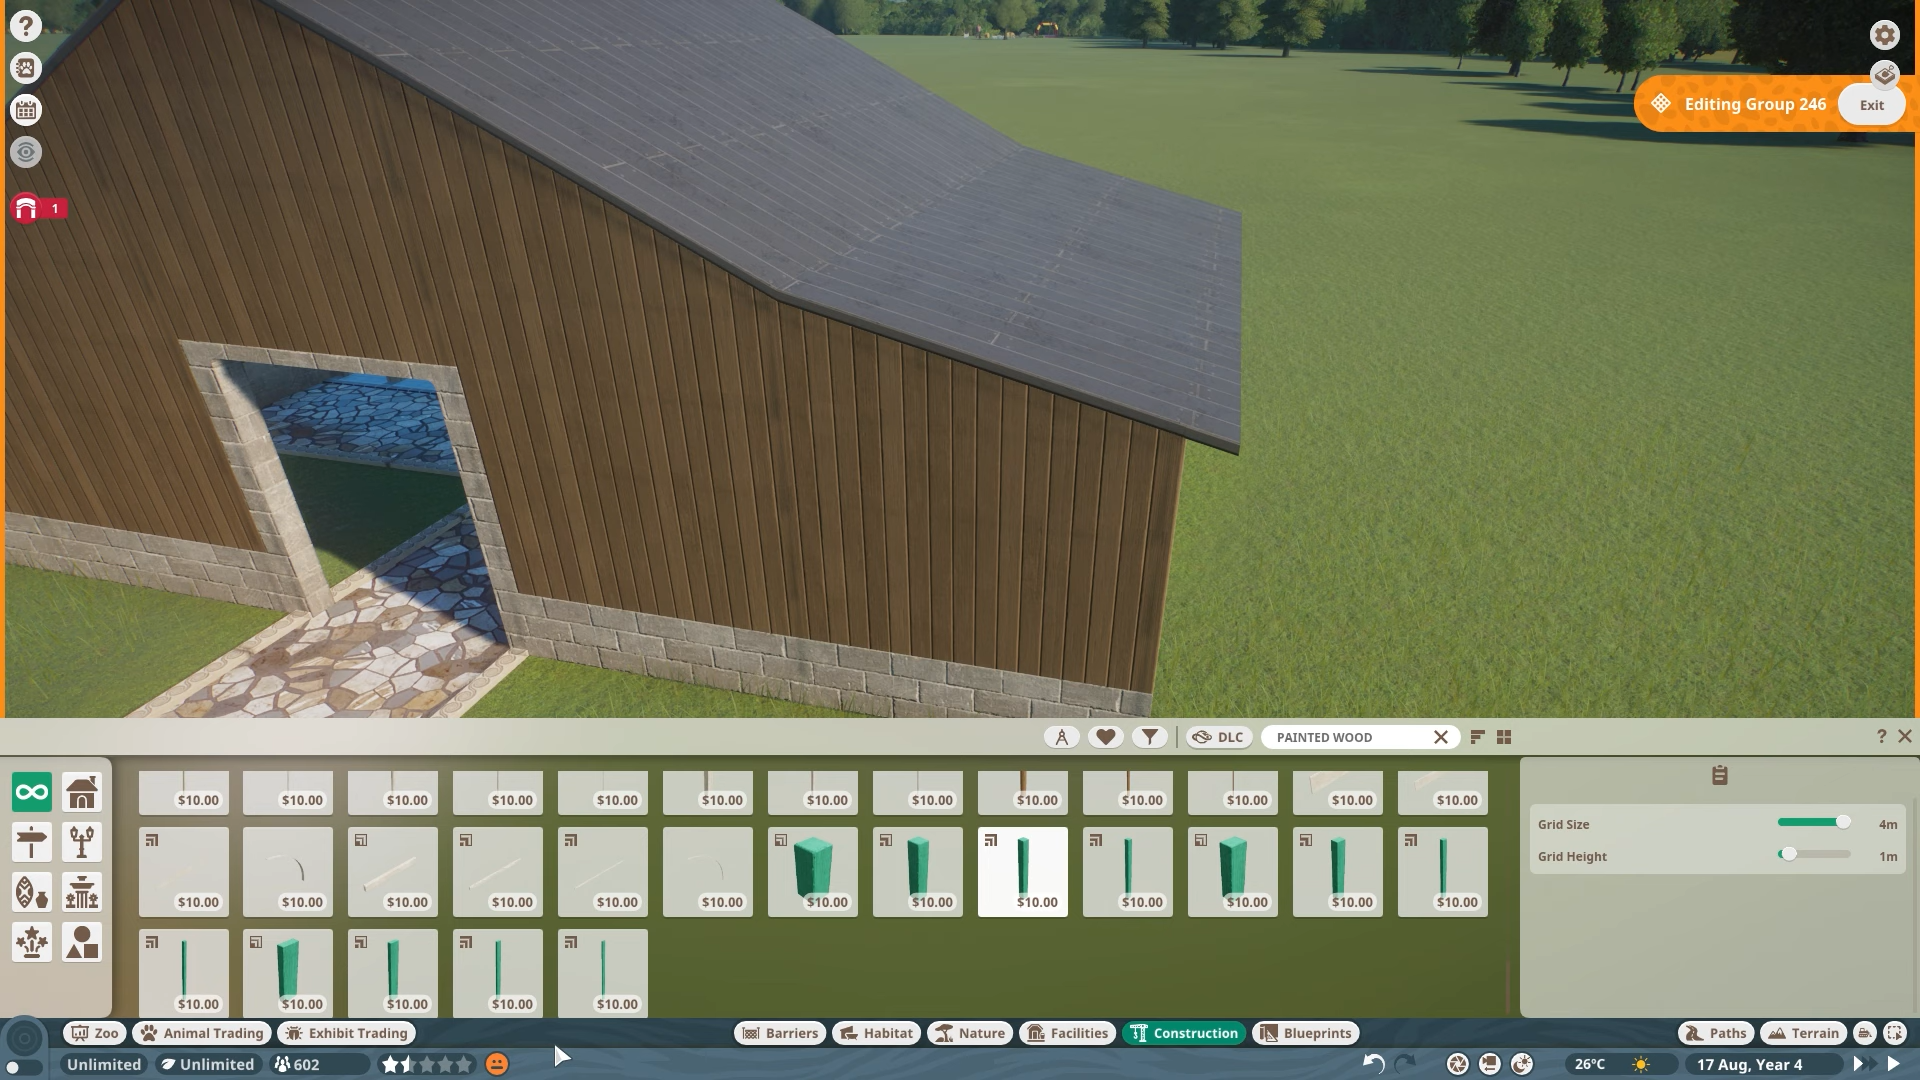 ?
Editing Group 246
Exit
1
DLC
PAINTED WOOD
?
$10.00 $10.00 $10.00 $10.00 $10.00 $10.00 $10.00 $10.00 $10.00 $10.00 $10.00 $10.00 $10.00
$10.00 $10.00 $10.00 $10.00 $10.00 $10.00 $10.00 $10.00 $10.00 $10.00 $10.00 $10.00 $10.00
$10.00 $10.00 $10.00 $10.00 $10.00
Grid Size 4m
Grid Height 1m
Zoo Animal Trading Exhibit Trading Barriers Habitat Nature Facilities Construction Blueprints Paths Terrain
Unlimited Unlimited 602 26°C 17 Aug, Year 4